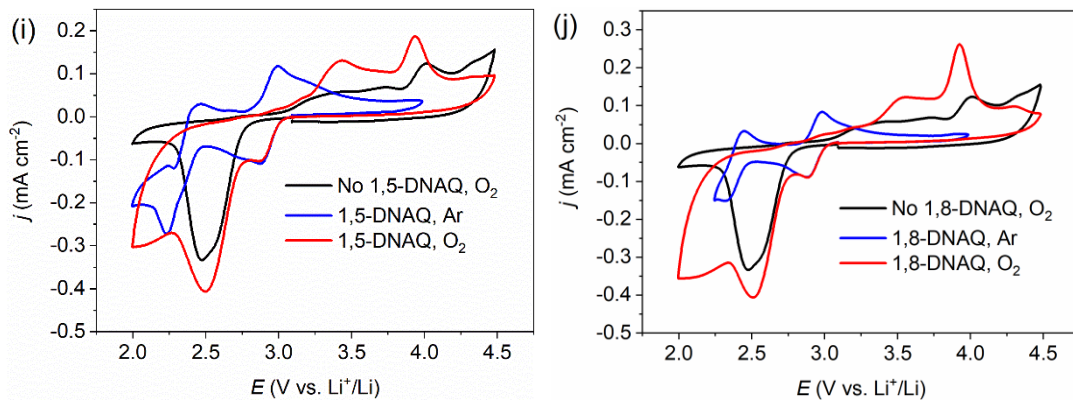 (i)
0.2
0.1
0.0
-0.1
-0.2
-0.3
-0.4
-0.5
j (mA cm⁻²)
No 1,5-DNAQ, O₂
1,5-DNAQ, Ar
1,5-DNAQ, O₂
2.0 2.5 3.0 3.5 4.0 4.5
E (V vs. Li⁺/Li)
(j)
0.3
0.2
0.1
0.0
-0.1
-0.2
-0.3
-0.4
-0.5
j (mA cm⁻²)
No 1,8-DNAQ, O₂
1,8-DNAQ, Ar
1,8-DNAQ, O₂
2.0 2.5 3.0 3.5 4.0 4.5
E (V vs. Li⁺/Li)